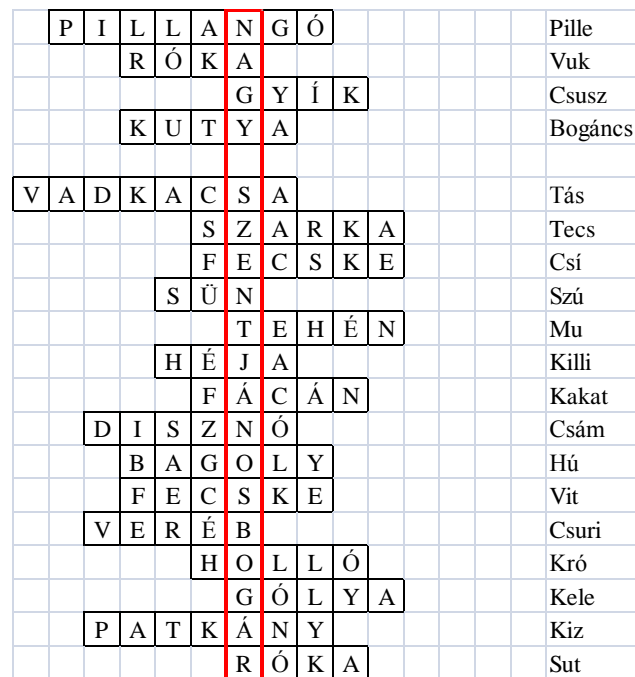 PILLANGÓ Pille
RÓKA Vuk
GYÍK Csusz
KUTYA Bogáncs
VADKACSA Tás
SZARKA Tecs
FECSKE Csí
SÜN Szú
TEHÉN Mu
HÉJA Killi
FÁCÁN Kakat
DISZNÓ Csám
BAGOLY Hú
FECSKE Vit
VERÉB Csuri
HOLLÓ Kró
GÓLYA Kele
PATKÁNY Kiz
RÓKA Sut